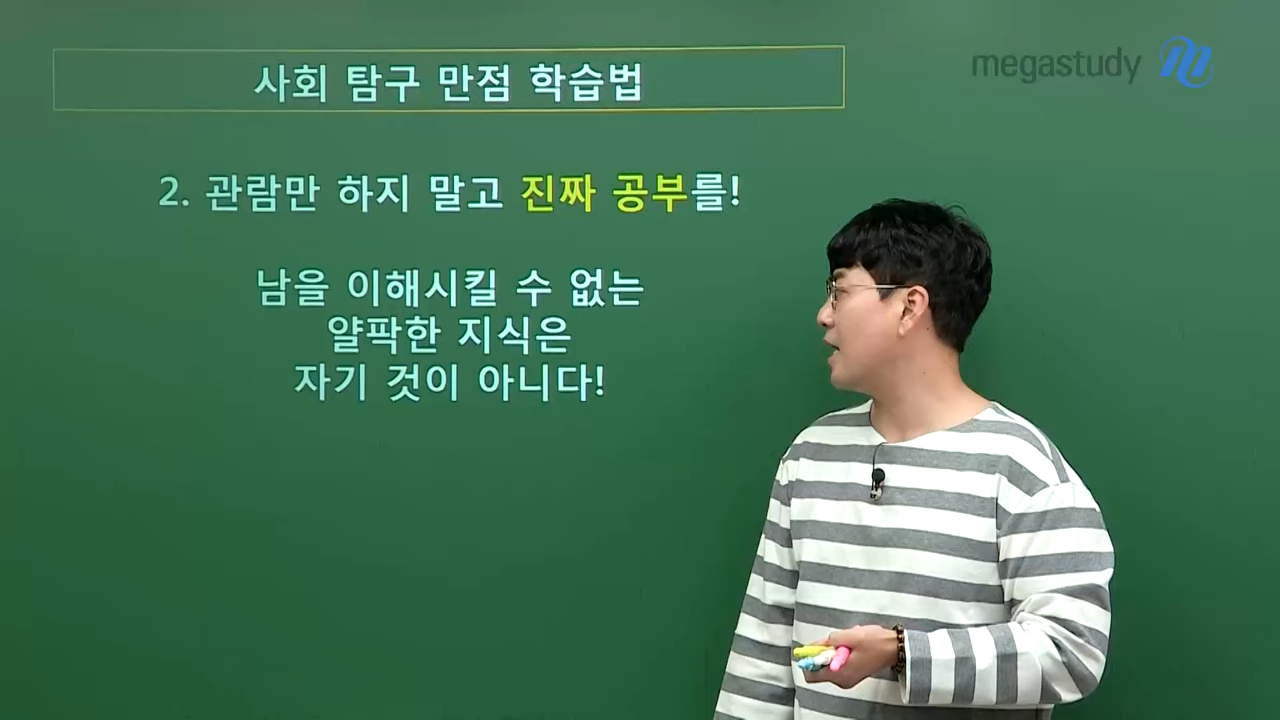 사회 탐구 만점 학습법
megastudy
2. 관람만 하지 말고 진짜 공부를!
남을 이해시킬 수 없는
얄팍한 지식은
자기 것이 아니다!